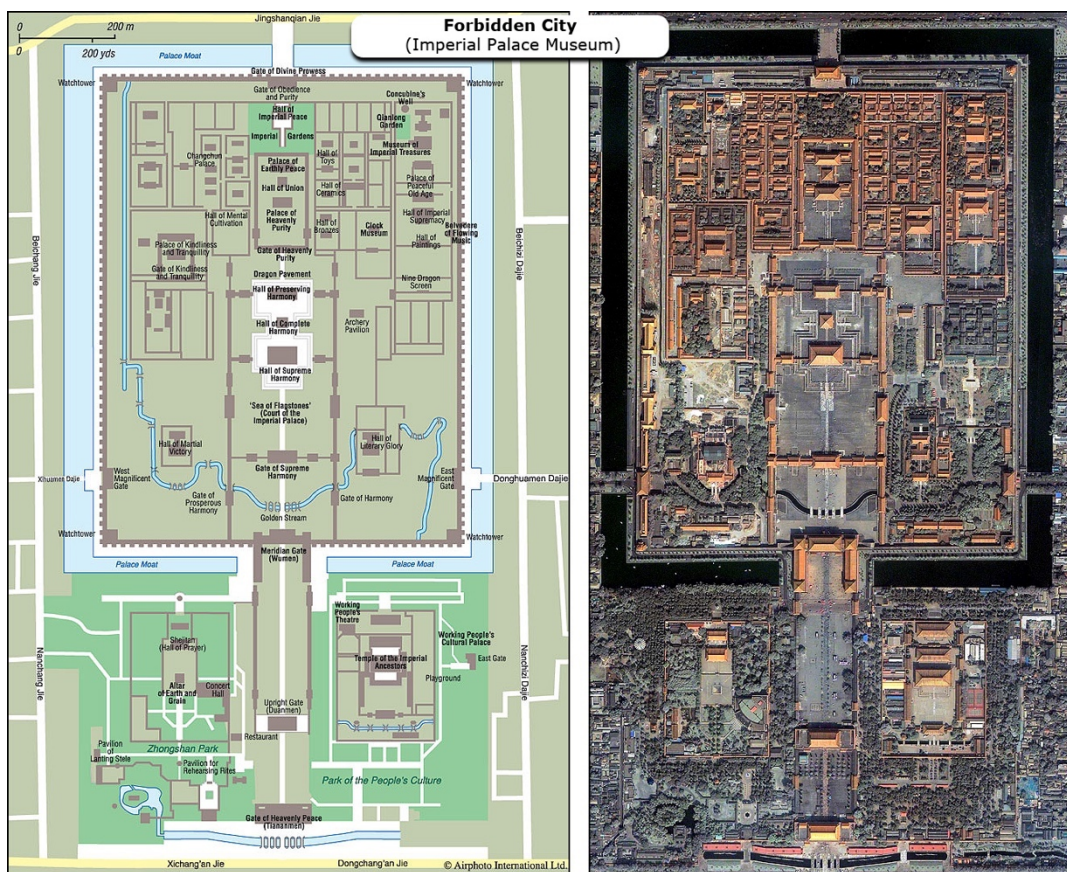 Forbidden City
(Imperial Palace Museum)
Jingshanqian Jie
0
200 m
200 yds
Palace Moat
Gate of Divine Prowess
Watchtower
Watchtower
Gate of Obedience
and Purity
Hall of
Imperial Peace
Imperial
Gardens
Concubine's
Well
Qianlong
Garden
Museum of
Imperial Treasures
Changchun
Palace
Palace of
Earthly Peace
Hall of
Toys
Hall of Union
Hall of
Ceramics
Palace of
Peaceful
Old Age
Hall of Mental
Cultivation
Palace of
Heavenly
Purity
Hall of
Bronzes
Clock
Museum
Hall of Imperial
Supremacy
Hall of
Paintings
Belvedere
of Flowing
Music
Beichang Jie
Beichizi Dajie
Palace of Kindliness
and Tranquility
Gate of Kindliness
and Tranquility
Gate of Heavenly
Purity
Dragon Pavement
Nine Dragon
Screen
Hall of Preserving
Harmony
Hall of Complete
Harmony
Archery
Pavilion
Hall of Supreme
Harmony
'Sea of Flagstones'
(Court of the
Imperial Palace)
Hall of Martial
Victory
Hall of
Literary Glory
West
Magnificent
Gate
Gate of Supreme
Harmony
East
Magnificent
Gate
Xihuamen Dajie
Donghuamen Dajie
Gate of
Prosperous
Harmony
Gate of Harmony
Golden Stream
Watchtower
Watchtower
Meridian Gate
(Wumen)
Palace Moat
Palace Moat
Working
People's
Theatre
Working
People's
Cultural Palace
Shejitan
(Hall of Prayer)
Temple of the Imperial
Ancestors
East Gate
Nanchang Jie
Nanchizi Dajie
Altar
of Earth and
Grain
Concert
Hall
Playground
Upright Gate
(Duanmen)
Restaurant
Pavilion
of
Lanting Stele
Zhongshan Park
Pavilion for
Rehearsing Rites
Park of the People's Culture
Gate of Heavenly Peace
(Tiananmen)
Xichang'an Jie
Dongchang'an Jie
© Airphoto International Ltd.